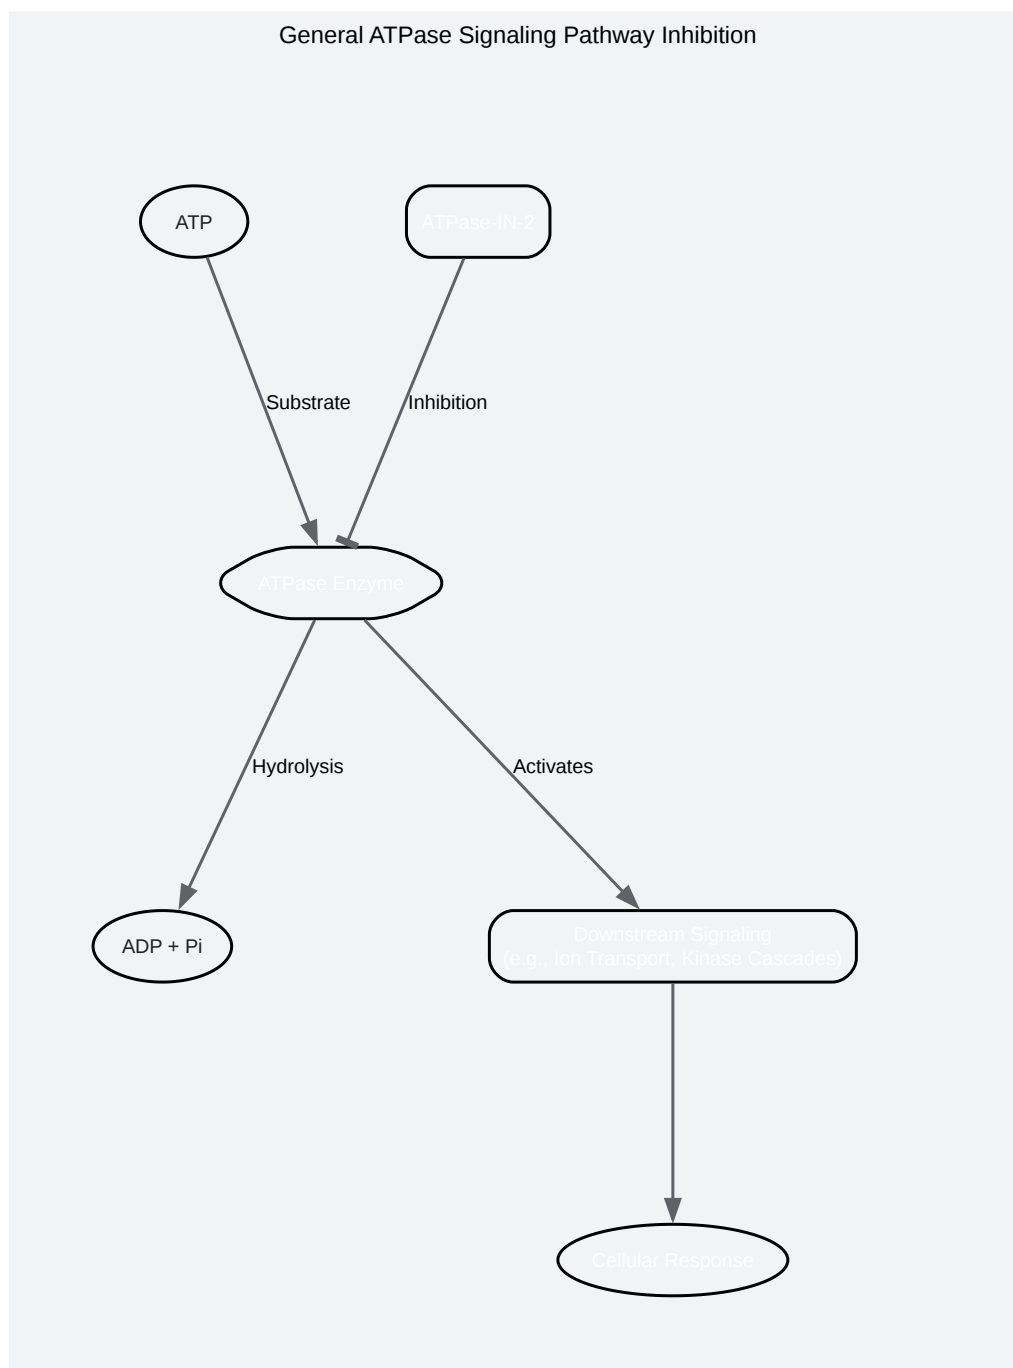 General ATPase Signaling Pathway Inhibition
ATP
ATPase-IN-2
Substrate
Inhibition
ATPase Enzyme
Hydrolysis
Activates
ADP + Pi
Downstream Signaling
(e.g., Ion Transport, Kinase Cascades)
Cellular Response